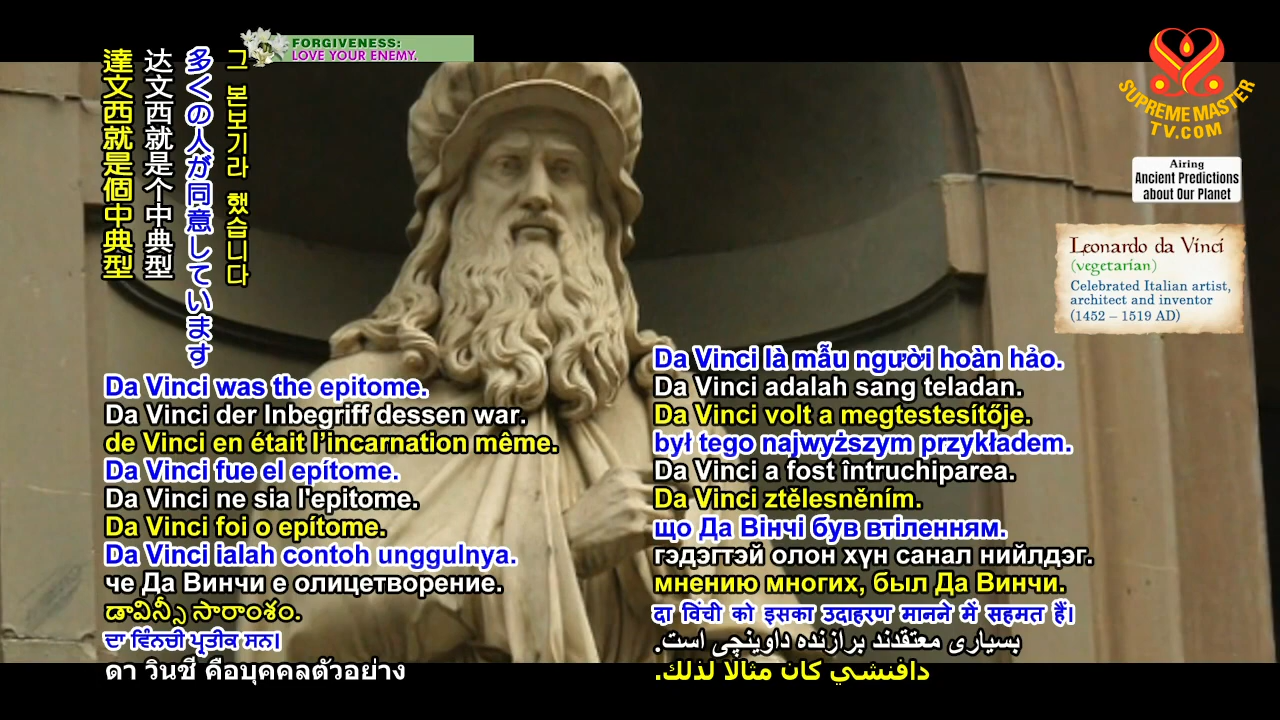 FORGIVENESS:
LOVE YOUR ENEMY.
SUPREME MASTER
TV.COM
Airing
Ancient Predictions
about Our Planet
Leonardo da Vinci
(vegetarian)
Celebrated Italian artist,
architect and inventor
(1452 – 1519 AD)
그 본보기라 했습니다
多くの人が同意しています
达文西就是个中典型
達文西就是個中典型
Da Vinci was the epitome.
Da Vinci der Inbegriff dessen war.
de Vinci en était l’incarnation même.
Da Vinci fue el epítome.
Da Vinci ne sia l'epitome.
Da Vinci foi o epítome.
Da Vinci ialah contoh unggulnya.
че Да Винчи е олицетворение.
డావిన్సీ సారాంశం.
ਦਾ ਵਿੰਨਚੀ ਪ੍ਰਤੀਕ ਸਨ।
ดา วินชี คือบุคคลตัวอย่าง
Da Vinci là mẫu người hoàn hảo.
Da Vinci adalah sang teladan.
Da Vinci volt a megtestesítője.
był tego najwyższym przykładem.
Da Vinci a fost întruchiparea.
Da Vinci ztělesněním.
що Да Вінчі був втіленням.
гэдэгтэй олон хүн санал нийлдэг.
мнению многих, был Да Винчи.
दा विंची को इसका उदाहरण मानने में सहमत हैं।
بسیاری معتقدند برازنده داوینچی است.
دافنشي كان مثالا لذلك.